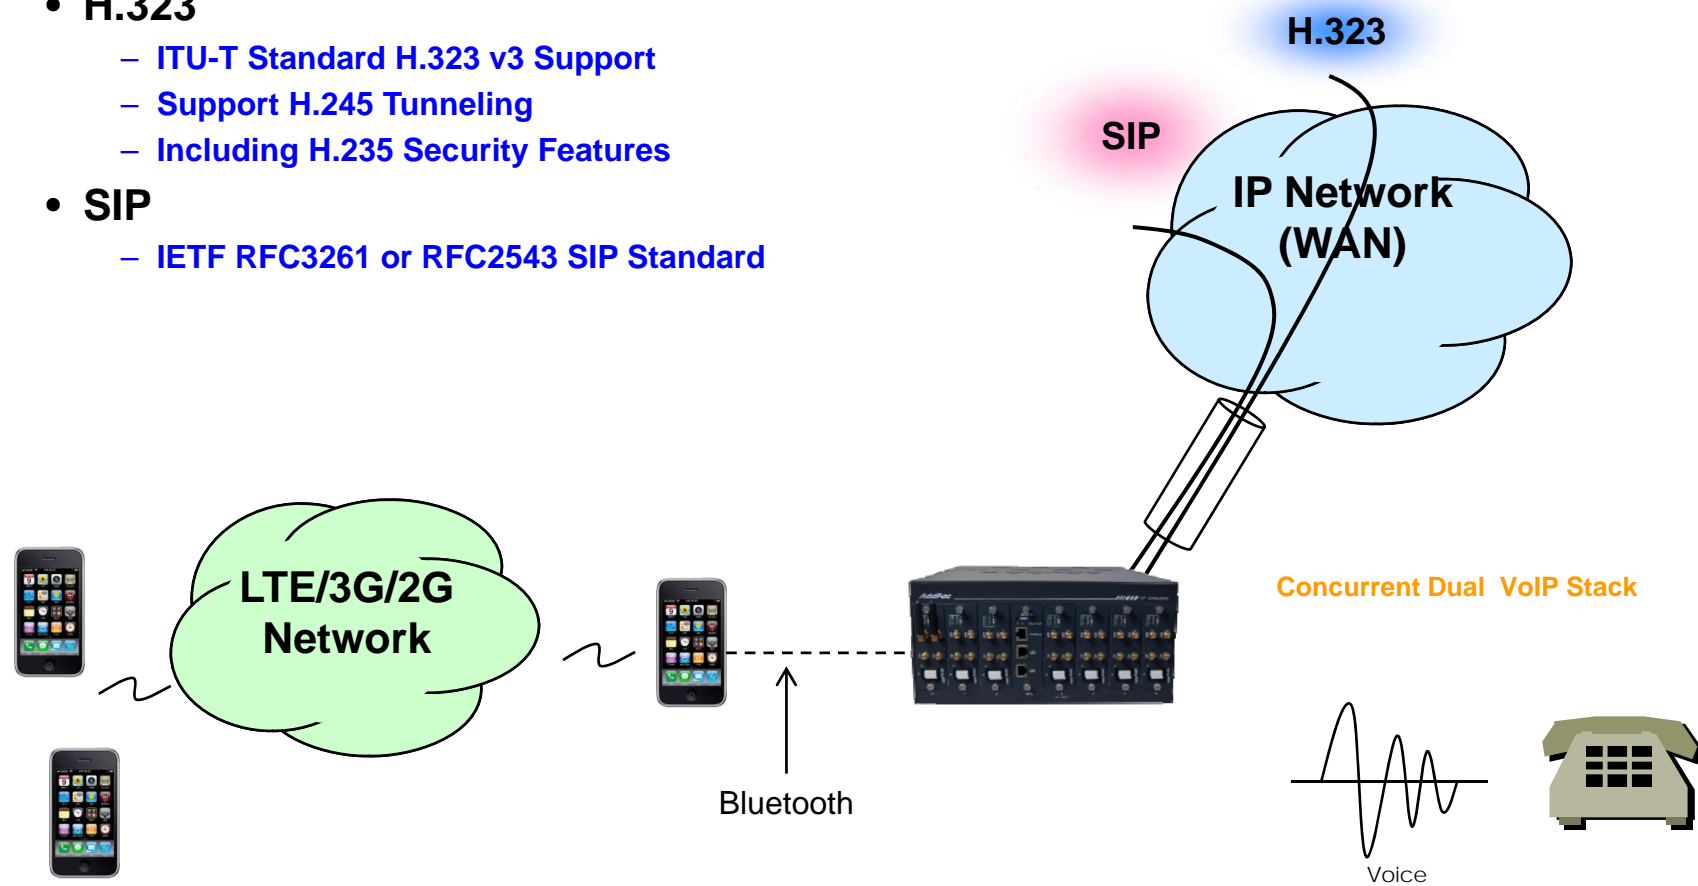 • H.323
– ITU-T Standard H.323 v3 Support
– Support H.245 Tunneling
– Including H.235 Security Features
• SIP
– IETF RFC3261 or RFC2543 SIP Standard
H.323
SIP
IP Network
(WAN)
LTE/3G/2G
Network
AddPac
Concurrent Dual VoIP Stack
Bluetooth
Voice